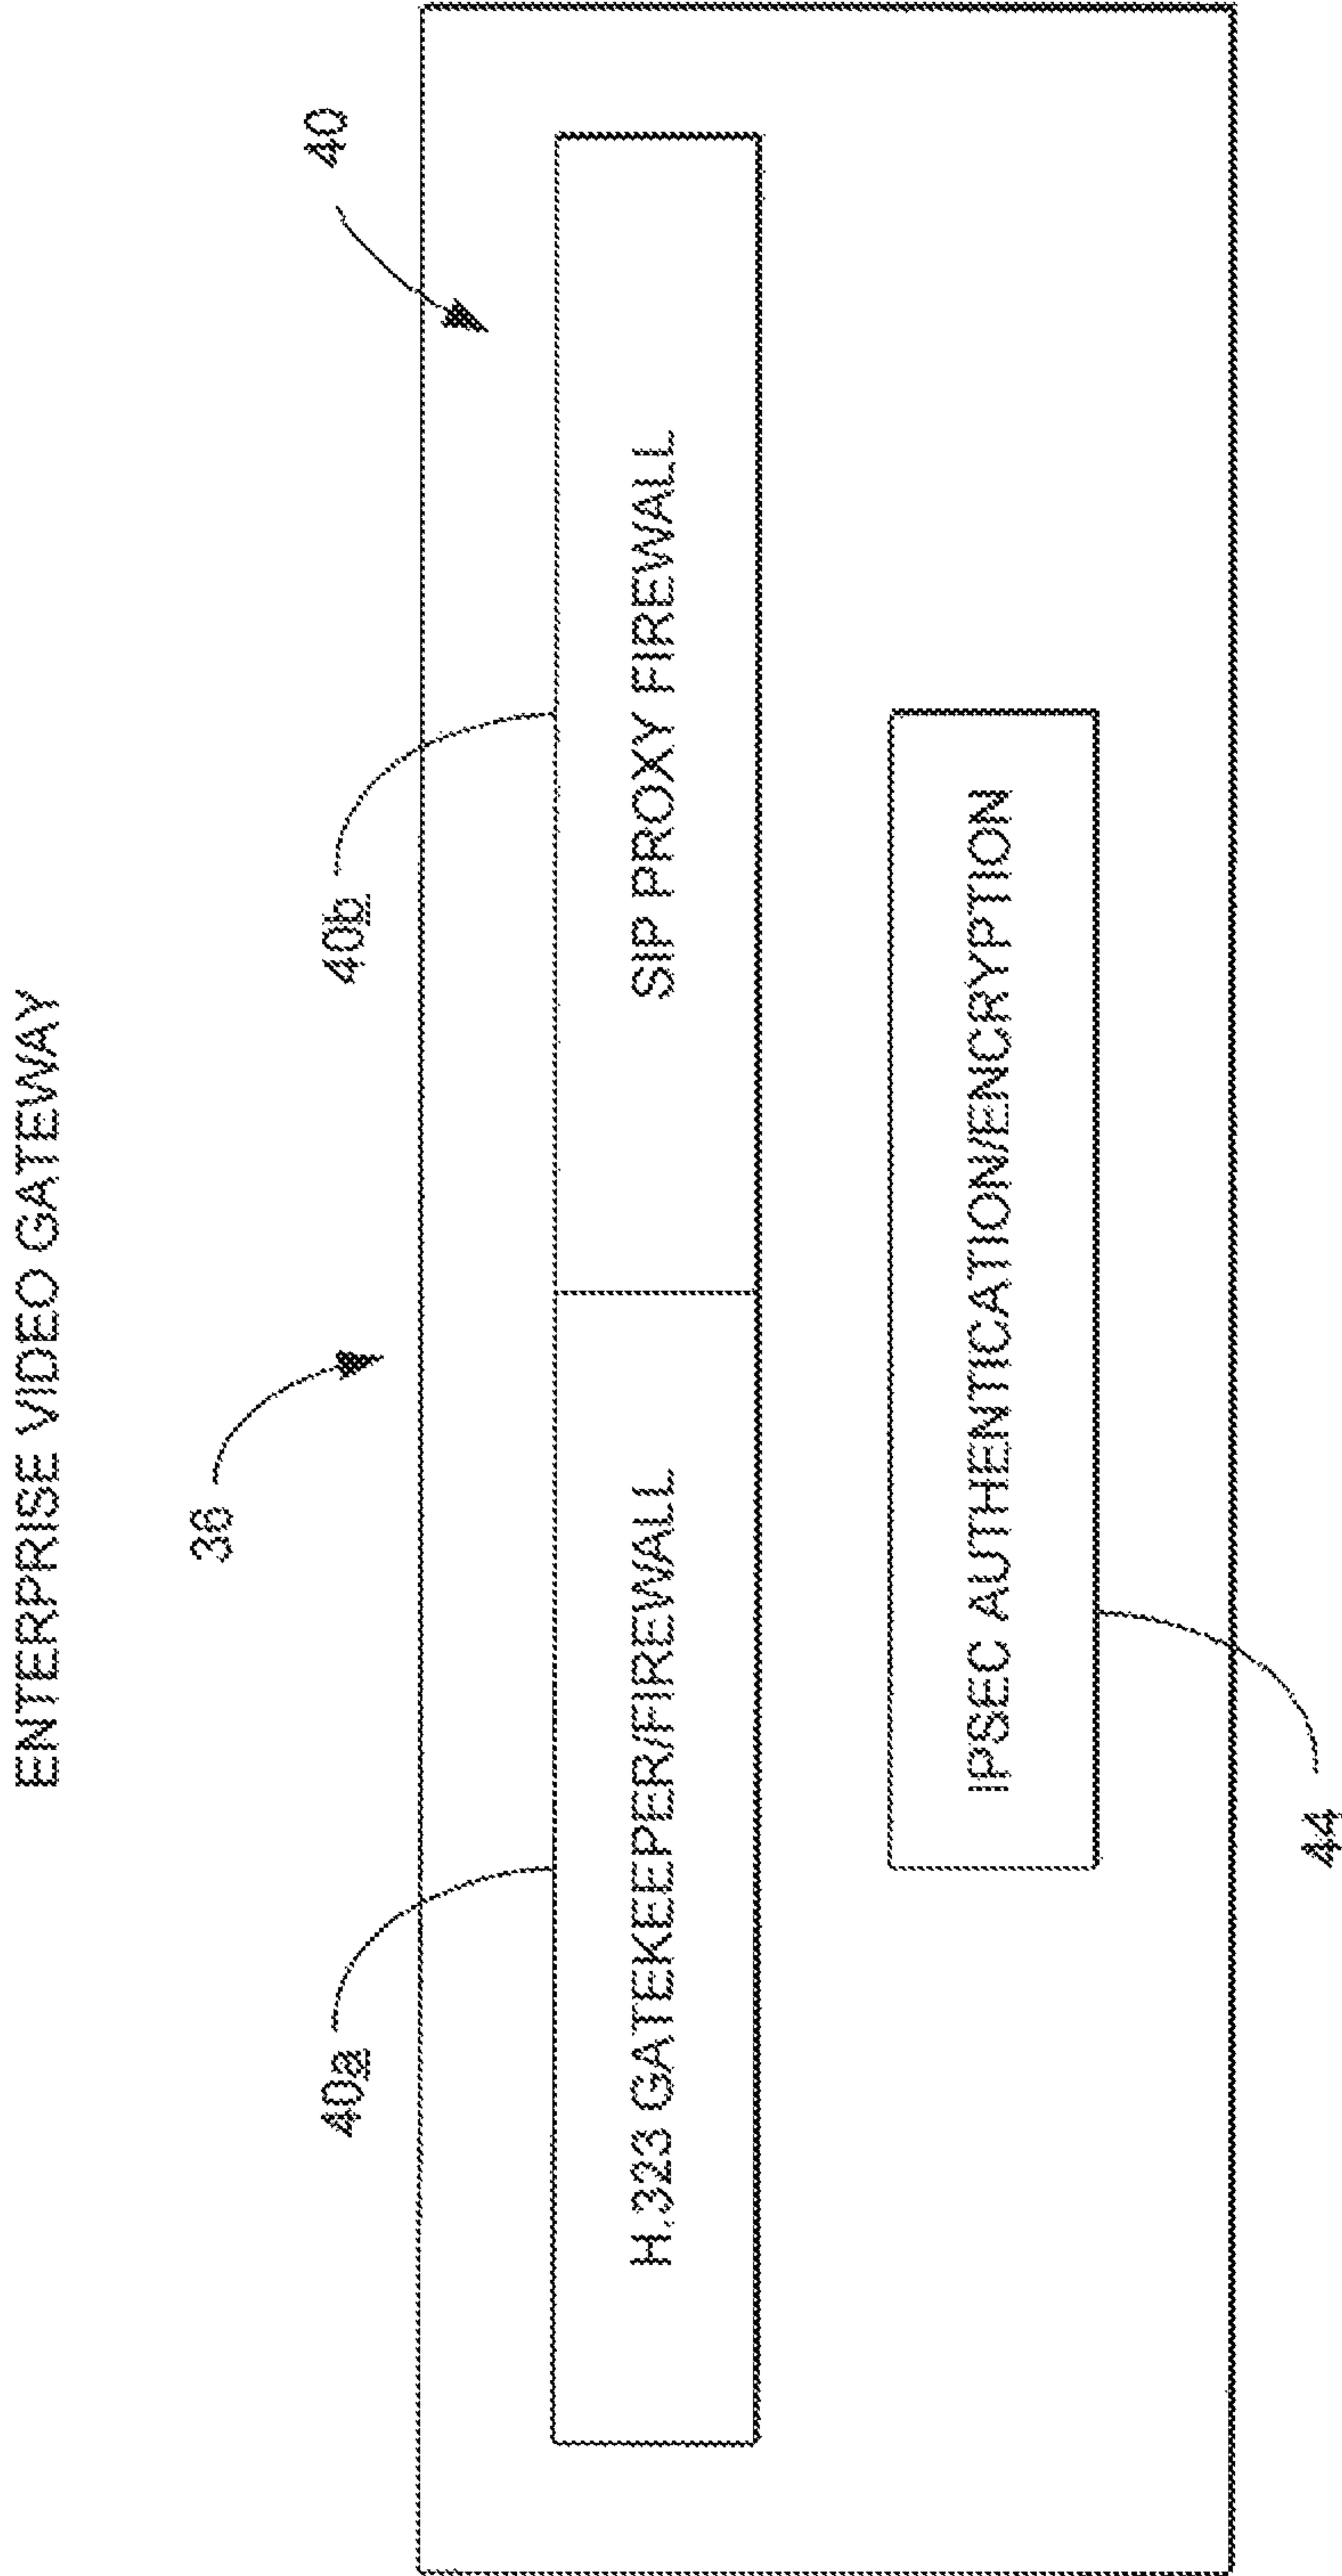 ENTERPRISE VIDEO GATEWAY
36
40
40a
40b
H.323 GATEKEEPER/FIREWALL
SIP PROXY FIREWALL
IPSEC AUTHENTICATION/ENCRYPTION
44